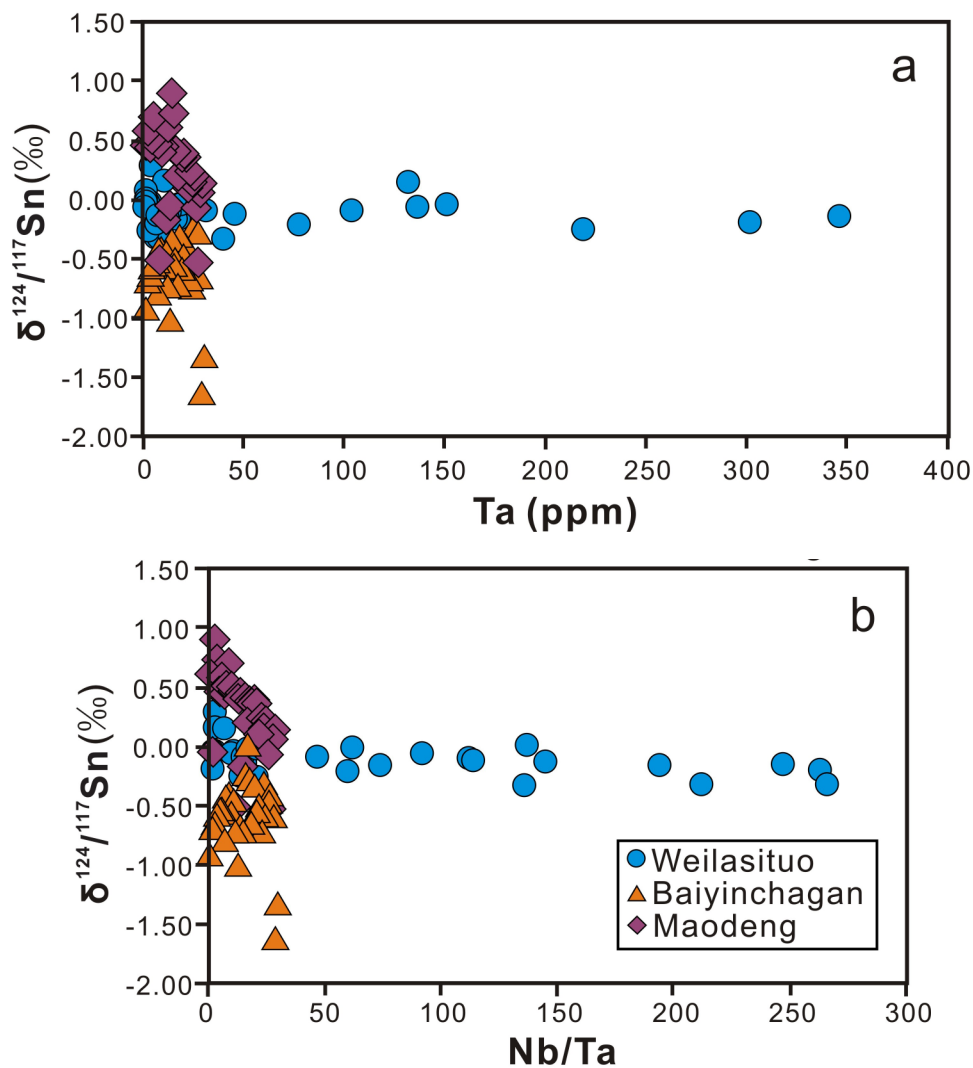 a
1.50
1.00
0.50
0.00
-0.50
-1.00
-1.50
-2.00
δ¹²⁴/¹¹⁷Sn(‰)
0 50 100 150 200 250 300 350 400
Ta (ppm)
b
1.50
1.00
0.50
0.00
-0.50
-1.00
-1.50
-2.00
δ¹²⁴/¹¹⁷Sn(‰)
Weilasituo
Baiyinchagan
Maodeng
0 50 100 150 200 250 300
Nb/Ta